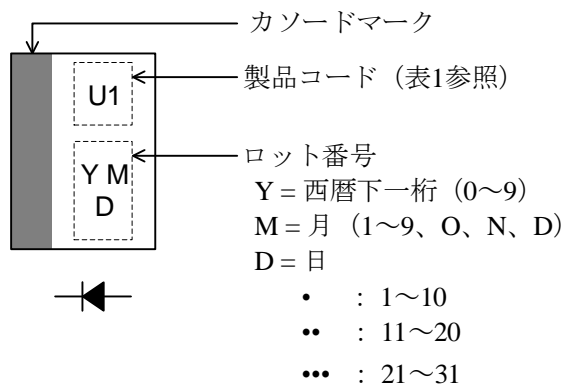 カソードマーク
製品コード（表1参照）
U1
ロット番号
Y M
D
Y = 西暦下一桁（0～9）
M = 月（1～9、O、N、D）
D = 日
• : 1～10
•• : 11～20
••• : 21～31